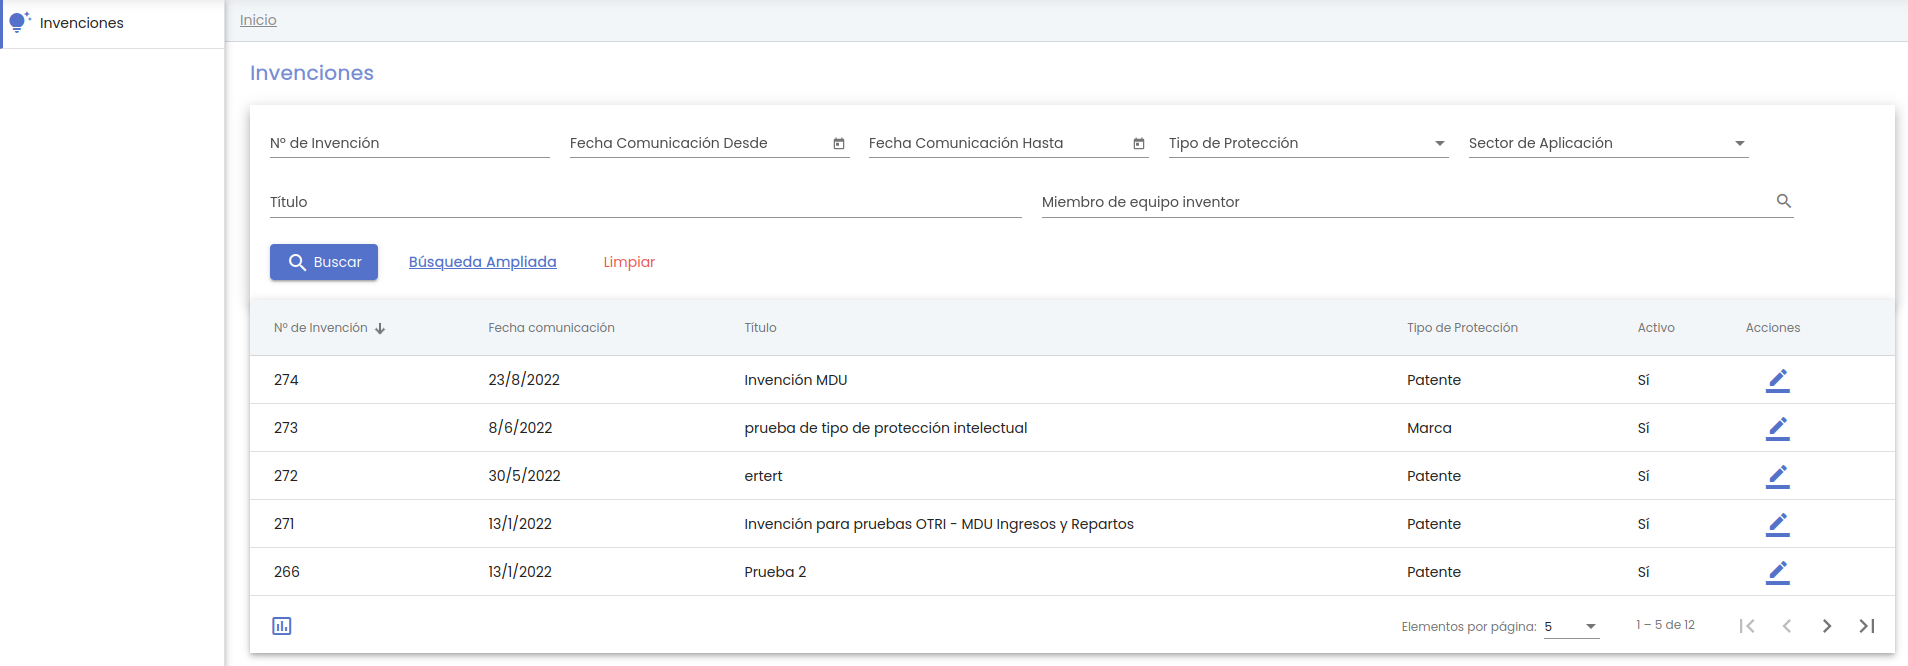 Invenciones
Inicio
Invenciones
Nº de Invención Fecha Comunicación Desde Fecha Comunicación Hasta Tipo de Protección Sector de Aplicación
Título Miembro de equipo inventor
Buscar Búsqueda Ampliada Limpiar
Nº de Invención Fecha comunicación Título Tipo de Protección Activo Acciones
274 23/8/2022 Invención MDU Patente Sí
273 8/6/2022 prueba de tipo de protección intelectual Marca Sí
272 30/5/2022 ertert Patente Sí
271 13/1/2022 Invención para pruebas OTRI - MDU Ingresos y Repartos Patente Sí
266 13/1/2022 Prueba 2 Patente Sí
Elementos por página: 5 1 – 5 de 12